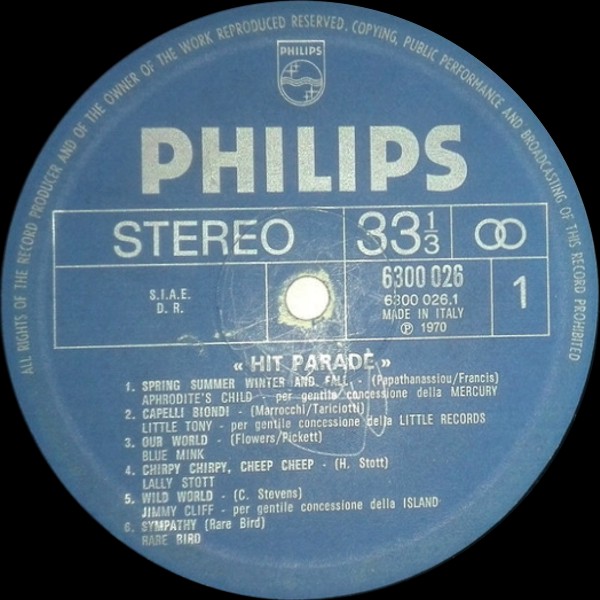 ALL RIGHTS OF THE RECORD PRODUCER AND OF THE OWNER OF THE WORK REPRODUCED RESERVED. COPYING, PUBLIC PERFORMANCE AND BROADCASTING OF THIS RECORD PROHIBITED
PHILIPS
PHILIPS
STEREO 33 1/3
S.I.A.E.
D. R.
6300 026
6300 026.1
MADE IN ITALY
℗ 1970
1
« HIT PARADE »
1. SPRING SUMMER WINTER AND FALL - (Papathanassiou/Francis)
APHRODITE'S CHILD - per gentile concessione della MERCURY
2. CAPELLI BIONDI - (Marrocchi/Tariciotti)
LITTLE TONY - per gentile concessione della LITTLE RECORDS
3. OUR WORLD - (Flowers/Pickett)
BLUE MINK
4. CHIRPY CHIRPY, CHEEP CHEEP - (H. Stott)
LALLY STOTT
5. WILD WORLD - (C. Stevens)
JIMMY CLIFF - per gentile concessione della ISLAND
6. SYMPATHY (Rare Bird)
RARE BIRD